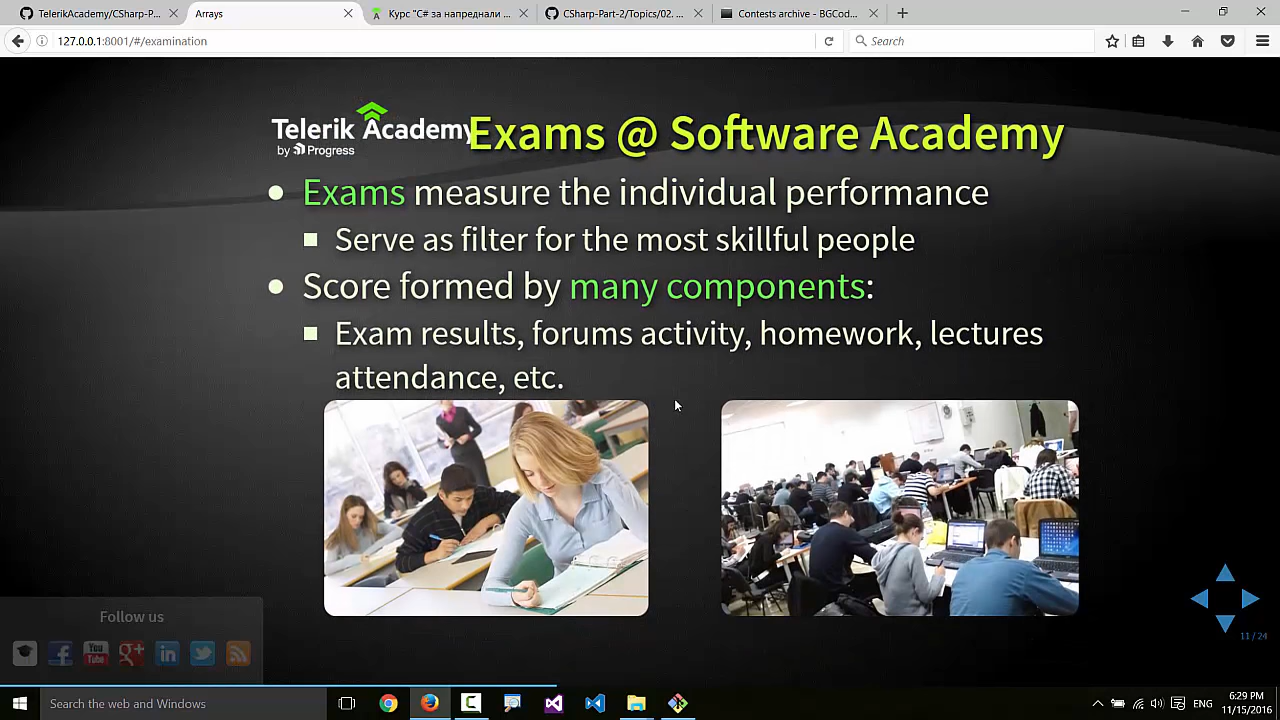 TelerikAcademy/CSharp-P...
Arrays
Курс "C# за напреднали ...
CSharp-Part-2/Topics/02. ...
Contests archive - BGCod...
127.0.0.1:8001/#/examination
Search
Telerik Academy
by Progress
Exams @ Software Academy
Exams measure the individual performance
Serve as filter for the most skillful people
Score formed by many components:
Exam results, forums activity, homework, lectures
attendance, etc.
Follow us
You
Tube
11 / 24
Search the web and Windows
ENG
6:29 PM
11/15/2016